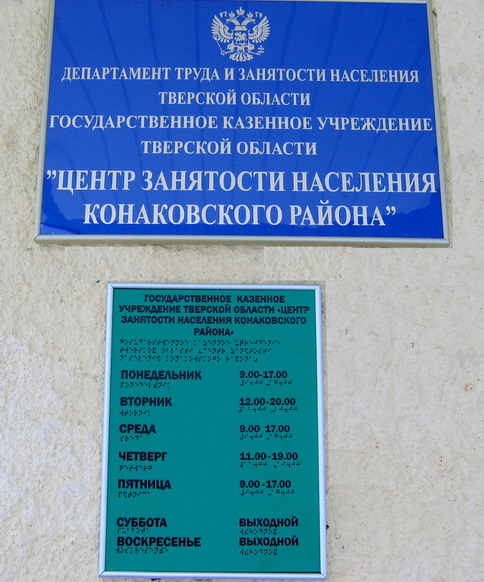 ДЕПАРТАМЕНТ ТРУДА И ЗАНЯТОСТИ НАСЕЛЕНИЯ
ТВЕРСКОЙ ОБЛАСТИ
ГОСУДАРСТВЕННОЕ КАЗЕННОЕ УЧРЕЖДЕНИЕ
ТВЕРСКОЙ ОБЛАСТИ
"ЦЕНТР ЗАНЯТОСТИ НАСЕЛЕНИЯ
КОНАКОВСКОГО РАЙОНА"
ГОСУДАРСТВЕННОЕ КАЗЕННОЕ
УЧРЕЖДЕНИЕ ТВЕРСКОЙ ОБЛАСТИ «ЦЕНТР
ЗАНЯТОСТИ НАСЕЛЕНИЯ КОНАКОВСКОГО
РАЙОНА»
ПОНЕДЕЛЬНИК 9.00-17.00
ВТОРНИК 12.00-20.00
СРЕДА 9.00 17.00
ЧЕТВЕРГ 11.00-19.00
ПЯТНИЦА 9.00-17.00
СУББОТА ВЫХОДНОЙ
ВОСКРЕСЕНЬЕ ВЫХОДНОЙ